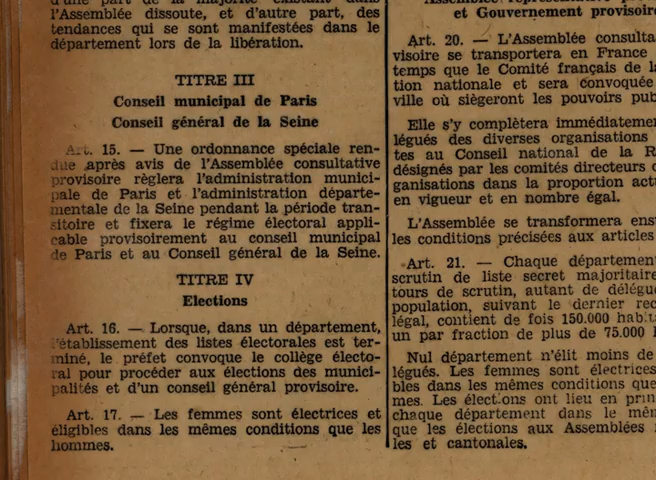 d'une part de la majorité existant dans
l'Assemblée dissoute, et d'autre part, des
tendances qui se sont manifestées dans le
département lors de la libération.
TITRE III
Conseil municipal de Paris
Conseil général de la Seine
Art. 15. — Une ordonnance spéciale ren-
due après avis de l'Assemblée consultative
provisoire règlera l'administration munici-
pale de Paris et l'administration départe-
mentale de la Seine pendant la période tran-
sitoire et fixera le régime électoral appli-
cable provisoirement au conseil municipal
de Paris et au Conseil général de la Seine.
TITRE IV
Elections
Art. 16. — Lorsque, dans un département,
l'établissement des listes électorales est ter-
miné, le préfet convoque le collège électo-
ral pour procéder aux élections des munici-
palités et d'un conseil général provisoire.
Art. 17. — Les femmes sont électrices et
éligibles dans les mêmes conditions que les
hommes.
et Gouvernement provisoire
Art. 20. — L'Assemblée consulta
visoire se transportera en France
temps que le Comité français de
tion nationale et sera convoquée
ville où siégeront les pouvoirs pub
Elle s'y complètera immédiateme
légués des diverses organisations
tes au Conseil national de la R
désignés par les comités directeurs
ganisations dans la proportion act
en vigueur et en nombre égal.
L'Assemblée se transformera ens
les conditions précisées aux articles
Art. 21. — Chaque départemen
scrutin de liste secret majoritaire
tours de scrutin, autant de délégu
population, suivant le dernier rec
légal, contient de fois 150.000 habit
un par fraction de plus de 75.000
Nul département n'élit moins de
légués. Les femmes sont électrices
bles dans les mêmes conditions que
mes. Les élections ont lieu en prin
chaque département dans le mêm
que les élections aux Assemblées
les et cantonales.